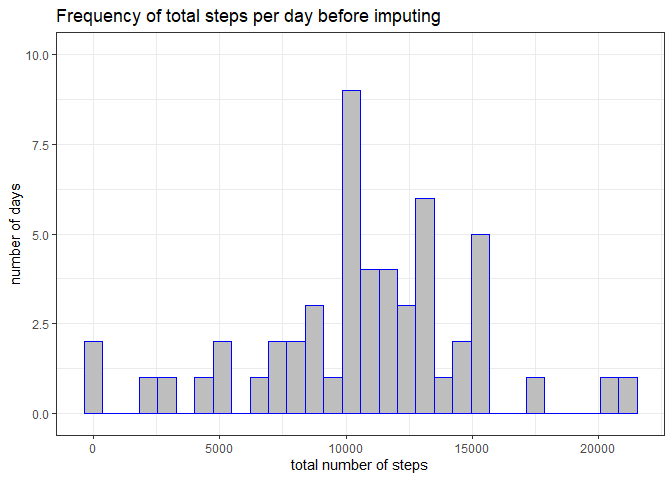 Frequency of total steps per day before imputing
10.0
7.5
5.0
2.5
0.0
number of days
0 5000 10000 15000 20000
total number of steps